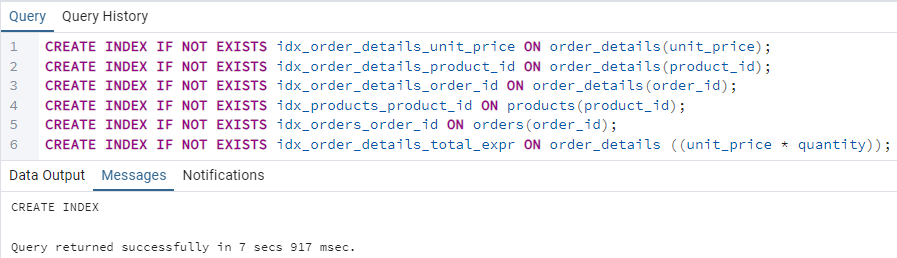 Query Query History
1 CREATE INDEX IF NOT EXISTS idx_order_details_unit_price ON order_details(unit_price);
2 CREATE INDEX IF NOT EXISTS idx_order_details_product_id ON order_details(product_id);
3 CREATE INDEX IF NOT EXISTS idx_order_details_order_id ON order_details(order_id);
4 CREATE INDEX IF NOT EXISTS idx_products_product_id ON products(product_id);
5 CREATE INDEX IF NOT EXISTS idx_orders_order_id ON orders(order_id);
6 CREATE INDEX IF NOT EXISTS idx_order_details_total_expr ON order_details ((unit_price * quantity));
Data Output Messages Notifications
CREATE INDEX
Query returned successfully in 7 secs 917 msec.